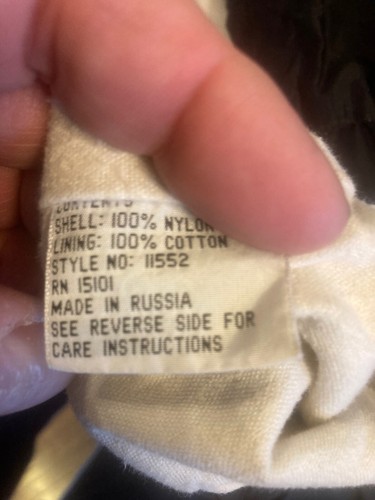 CONTENTS
SHELL: 100% NYLON
LINING: 100% COTTON
STYLE NO: 11552
RN 15101
MADE IN RUSSIA
SEE REVERSE SIDE FOR
CARE INSTRUCTIONS